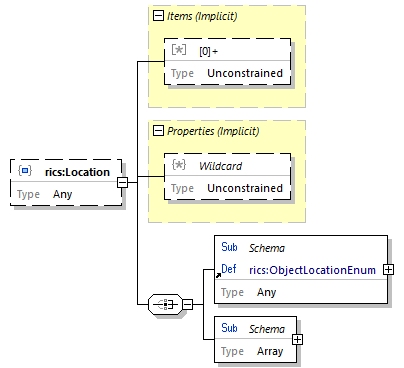 Items (Implicit)
[*] [0]+
Type Unconstrained
Properties (Implicit)
{*} Wildcard
Type Unconstrained
rics:Location
Type Any
Sub Schema
Def rics:ObjectLocationEnum
Type Any
Sub Schema
Type Array